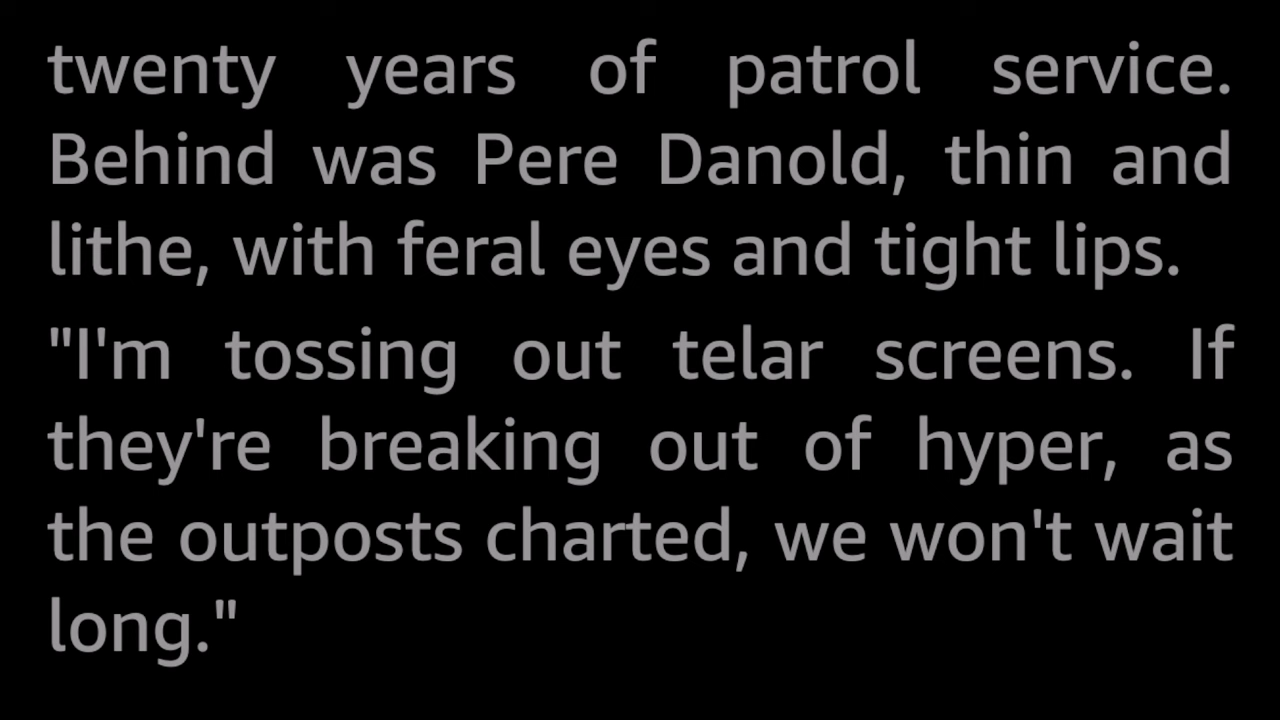 twenty years of patrol service.
Behind was Pere Danold, thin and
lithe, with feral eyes and tight lips.
"I'm tossing out telar screens. If
they're breaking out of hyper, as
the outposts charted, we won't wait
long."